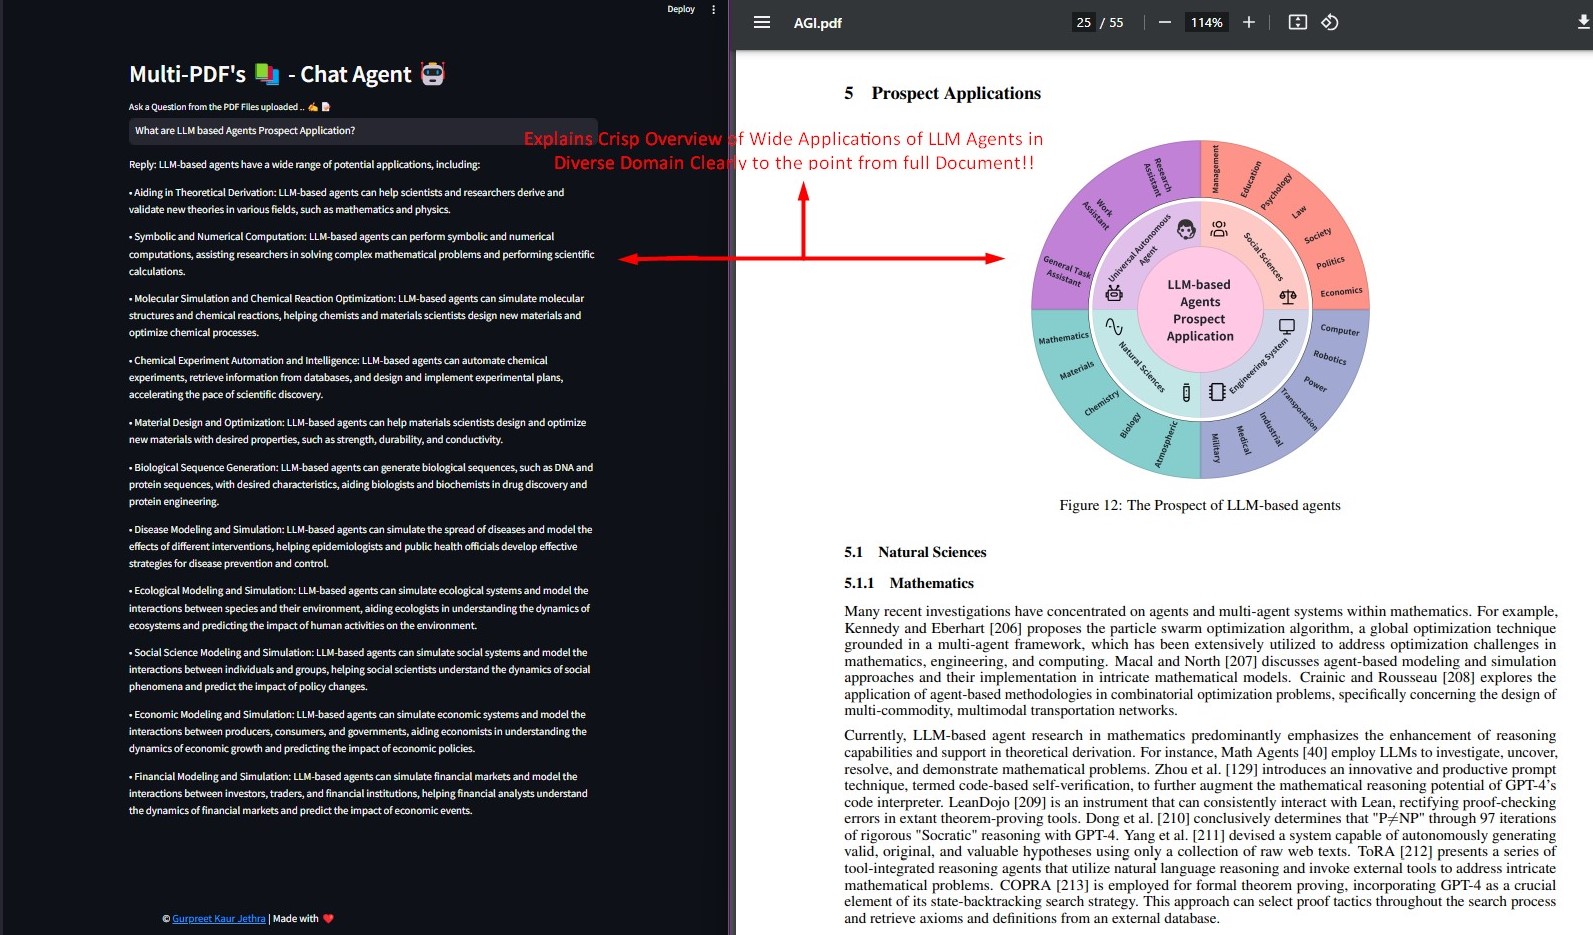 Deploy
Multi-PDF's 📚 - Chat Agent 🤖
Ask a Question from the PDF Files uploaded .. ✍️📝
What are LLM based Agents Prospect Application?
Reply: LLM-based agents have a wide range of potential applications, including:
• Aiding in Theoretical Derivation: LLM-based agents can help scientists and researchers derive and
validate new theories in various fields, such as mathematics and physics.
• Symbolic and Numerical Computation: LLM-based agents can perform symbolic and numerical
computations, assisting researchers in solving complex mathematical problems and performing scientific
calculations.
• Molecular Simulation and Chemical Reaction Optimization: LLM-based agents can simulate molecular
structures and chemical reactions, helping chemists and materials scientists design new materials and
optimize chemical processes.
• Chemical Experiment Automation and Intelligence: LLM-based agents can automate chemical
experiments, retrieve information from databases, and design and implement experimental plans,
accelerating the pace of scientific discovery.
• Material Design and Optimization: LLM-based agents can help materials scientists design and optimize
new materials with desired properties, such as strength, durability, and conductivity.
• Biological Sequence Generation: LLM-based agents can generate biological sequences, such as DNA and
protein sequences, with desired characteristics, aiding biologists and biochemists in drug discovery and
protein engineering.
• Disease Modeling and Simulation: LLM-based agents can simulate the spread of diseases and model the
effects of different interventions, helping epidemiologists and public health officials develop effective
strategies for disease prevention and control.
• Ecological Modeling and Simulation: LLM-based agents can simulate ecological systems and model the
interactions between species and their environment, aiding ecologists in understanding the dynamics of
ecosystems and predicting the impact of human activities on the environment.
• Social Science Modeling and Simulation: LLM-based agents can simulate social systems and model the
interactions between individuals and groups, helping social scientists understand the dynamics of social
phenomena and predict the impact of policy changes.
• Economic Modeling and Simulation: LLM-based agents can simulate economic systems and model the
interactions between producers, consumers, and governments, aiding economists in understanding the
dynamics of economic growth and predicting the impact of economic policies.
• Financial Modeling and Simulation: LLM-based agents can simulate financial markets and model the
interactions between investors, traders, and financial institutions, helping financial analysts understand
the dynamics of financial markets and predict the impact of economic events.
© Gurpreet Kaur Jethra | Made with ❤️
Explains Crisp Overview of Wide Applications of LLM Agents in
Diverse Domain Clearly to the point from full Document!!
AGI.pdf
25 / 55
114%
5 Prospect Applications
LLM-based
Agents
Prospect
Application
Universal Autonomous
Agent
Social Sciences
Engineering System
Natural Sciences
General Task
Assistant
Work
Assistant
Research
Assistant
Management
Education
Psychology
Law
Society
Politics
Economics
Computer
Robotics
Power
Transportation
Industrial
Medical
Military
Atmospheric
Biology
Chemistry
Materials
Mathematics
Figure 12: The Prospect of LLM-based agents
5.1 Natural Sciences
5.1.1 Mathematics
Many recent investigations have concentrated on agents and multi-agent systems within mathematics. For example,
Kennedy and Eberhart [206] proposes the particle swarm optimization algorithm, a global optimization technique
grounded in a multi-agent framework, which has been extensively utilized to address optimization challenges in
mathematics, engineering, and computing. Macal and North [207] discusses agent-based modeling and simulation
approaches and their implementation in intricate mathematical models. Crainic and Rousseau [208] explores the
application of agent-based methodologies in combinatorial optimization problems, specifically concerning the design of
multi-commodity, multimodal transportation networks.
Currently, LLM-based agent research in mathematics predominantly emphasizes the enhancement of reasoning
capabilities and support in theoretical derivation. For instance, Math Agents [40] employ LLMs to investigate, uncover,
resolve, and demonstrate mathematical problems. Zhou et al. [129] introduces an innovative and productive prompt
technique, termed code-based self-verification, to further augment the mathematical reasoning potential of GPT-4's
code interpreter. LeanDojo [209] is an instrument that can consistently interact with Lean, rectifying proof-checking
errors in extant theorem-proving tools. Dong et al. [210] conclusively determines that "P≠NP" through 97 iterations
of rigorous "Socratic" reasoning with GPT-4. Yang et al. [211] devised a system capable of autonomously generating
valid, original, and valuable hypotheses using only a collection of raw web texts. ToRA [212] presents a series of
tool-integrated reasoning agents that utilize natural language reasoning and invoke external tools to address intricate
mathematical problems. COPRA [213] is employed for formal theorem proving, incorporating GPT-4 as a crucial
element of its state-backtracking search strategy. This approach can select proof tactics throughout the search process
and retrieve axioms and definitions from an external database.